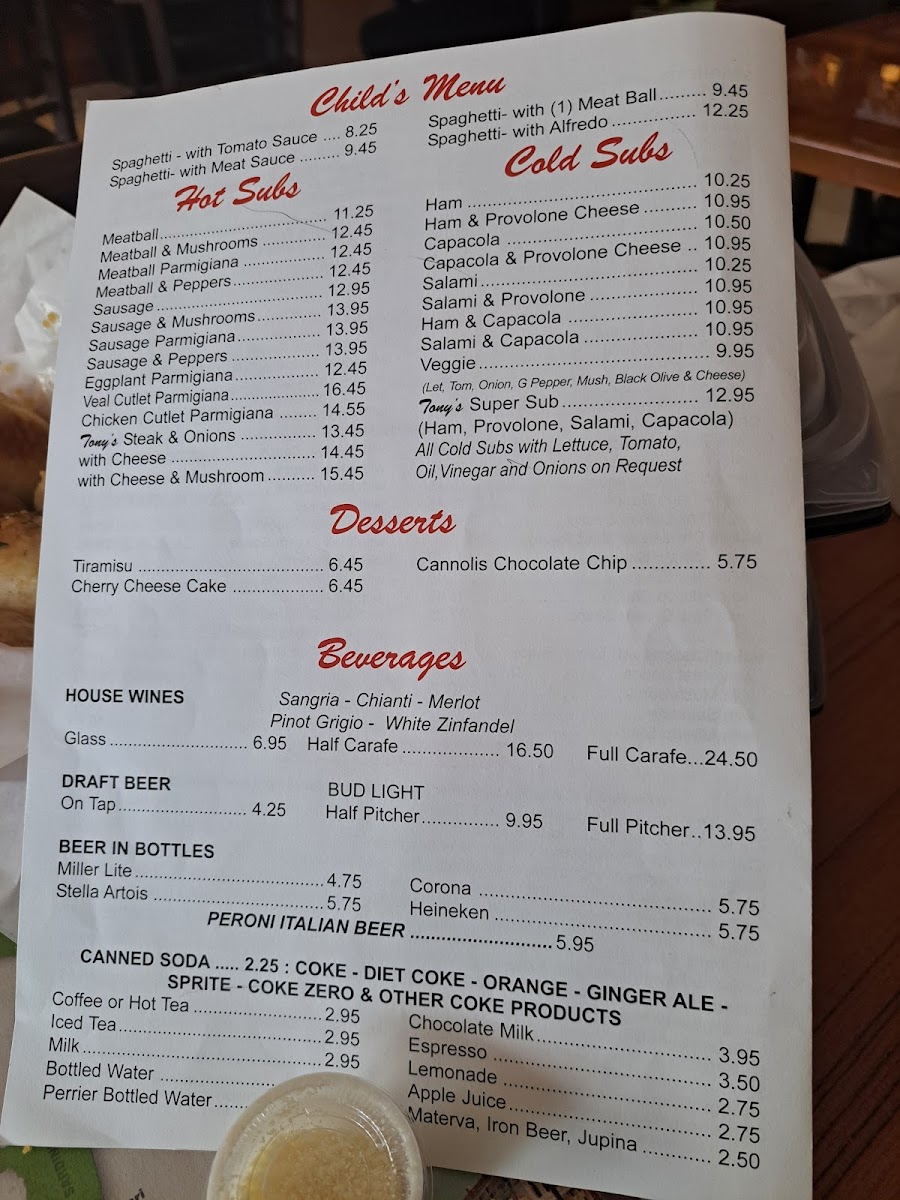 Child's Menu
Spaghetti - with Tomato Sauce .... 8.25
Spaghetti- with Meat Sauce ......... 9.45
Spaghetti- with (1) Meat Ball......... 9.45
Spaghetti- with Alfredo ................ 12.25
Hot Subs
Meatball.................................. 11.25
Meatball & Mushrooms ............. 12.45
Meatball Parmigiana ................. 12.45
Meatball & Peppers................... 12.45
Sausage................................... 12.95
Sausage & Mushrooms.............. 13.95
Sausage Parmigiana................. 13.95
Sausage & Peppers .................. 13.95
Eggplant Parmigiana................. 12.45
Veal Cutlet Parmigiana.............. 16.45
Chicken Cutlet Parmigiana ........ 14.55
Tony's Steak & Onions ................ 13.45
with Cheese ............................. 14.45
with Cheese & Mushroom.......... 15.45
Cold Subs
Ham ........................................ 10.25
Ham & Provolone Cheese .......... 10.95
Capacola .................................. 10.50
Capacola & Provolone Cheese .. 10.95
Salami...................................... 10.25
Salami & Provolone ................... 10.95
Ham & Capacola ....................... 10.95
Salami & Capacola .................... 10.95
Veggie...................................... 9.95
(Let, Tom, Onion, G Pepper, Mush, Black Olive & Cheese)
Tony's Super Sub ........................ 12.95
(Ham, Provolone, Salami, Capacola)
All Cold Subs with Lettuce, Tomato,
Oil,Vinegar and Onions on Request
Desserts
Tiramisu .................................. 6.45
Cherry Cheese Cake ................... 6.45
Cannolis Chocolate Chip .............. 5.75
Beverages
HOUSE WINES Sangria - Chianti - Merlot
Pinot Grigio - White Zinfandel
Glass .......................... 6.95 Half Carafe .................. 16.50 Full Carafe...24.50
DRAFT BEER BUD LIGHT
On Tap........................ 4.25 Half Pitcher............... 9.95 Full Pitcher..13.95
BEER IN BOTTLES
Miller Lite...................................4.75
Stella Artois ...............................5.75
Corona ........................................ 5.75
Heineken ..................................... 5.75
PERONI ITALIAN BEER ..........................5.95
CANNED SODA ..... 2.25 : COKE - DIET COKE - ORANGE - GINGER ALE -
SPRITE - COKE ZERO & OTHER COKE PRODUCTS
Coffee or Hot Tea .......................2.95
Iced Tea.....................................2.95
Milk ...........................................2.95
Bottled Water .....................
Perrier Bottled Water......
Chocolate Milk............................... 3.95
Espresso ...................................... 3.50
Lemonade .................................... 2.75
Apple Juice................................... 2.75
Materva, Iron Beer, Jupina ............ 2.50